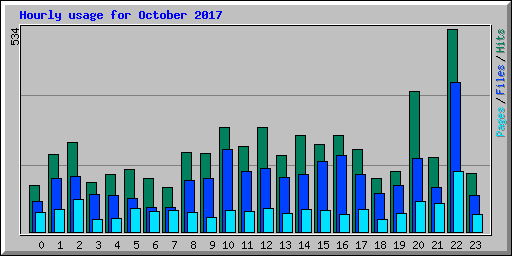 Hourly usage for October 2017
534
Pages/Files/Hits
0 1 2 3 4 5 6 7 8 9 10 11 12 13 14 15 16 17 18 19 20 21 22 23